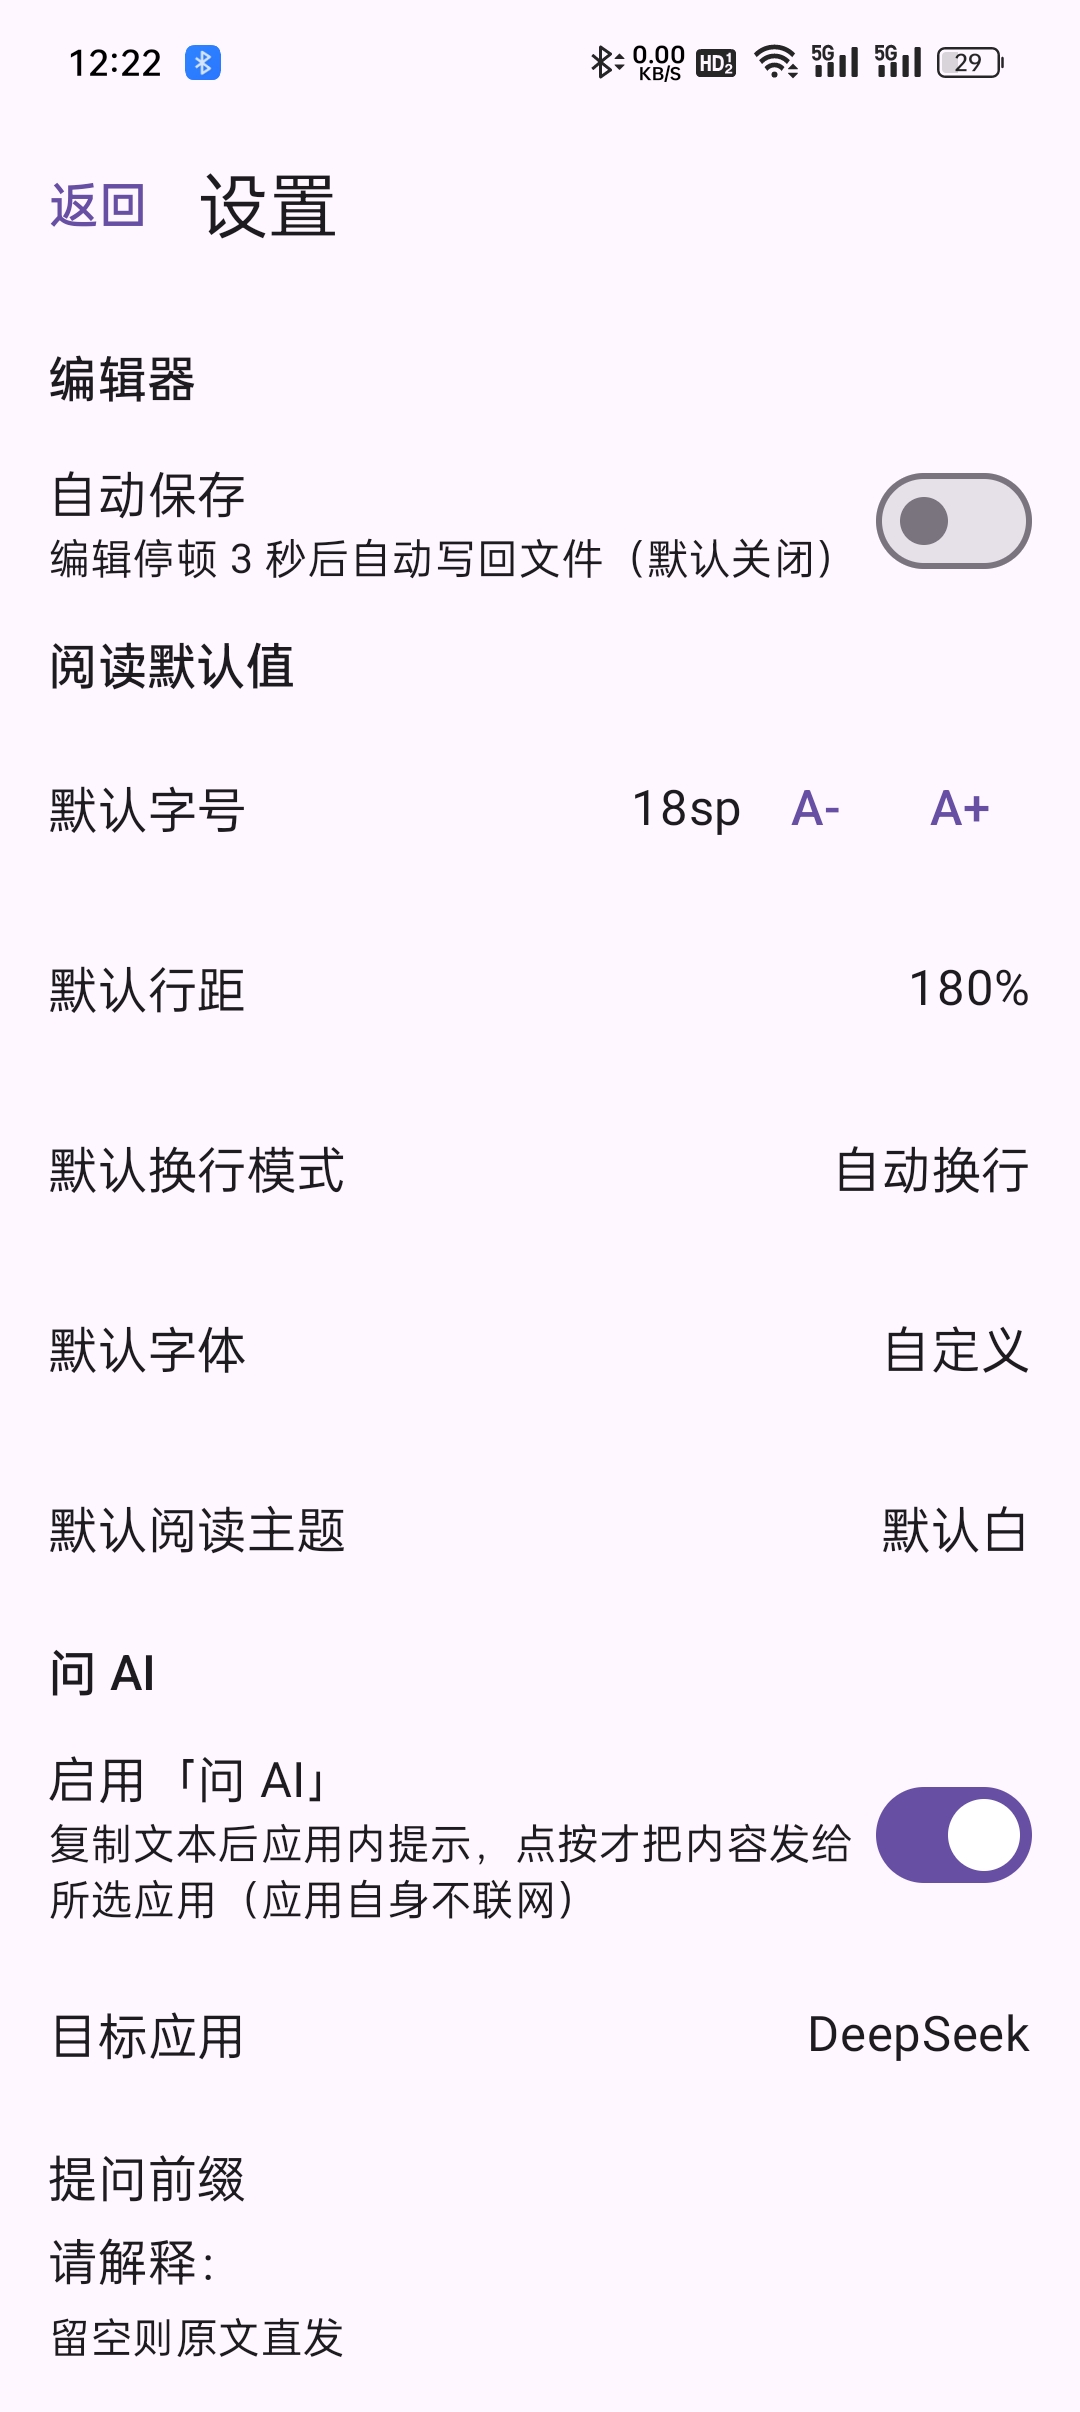 12:22 0.00 KB/S HD 1 2 5G 5G 29
返回 设置
编辑器
自动保存
编辑停顿 3 秒后自动写回文件（默认关闭）
阅读默认值
默认字号 18sp A- A+
默认行距 180%
默认换行模式 自动换行
默认字体 自定义
默认阅读主题 默认白
问 AI
启用「问 AI」
复制文本后应用内提示，点按才把内容发给
所选应用（应用自身不联网）
目标应用 DeepSeek
提问前缀
请解释：
留空则原文直发